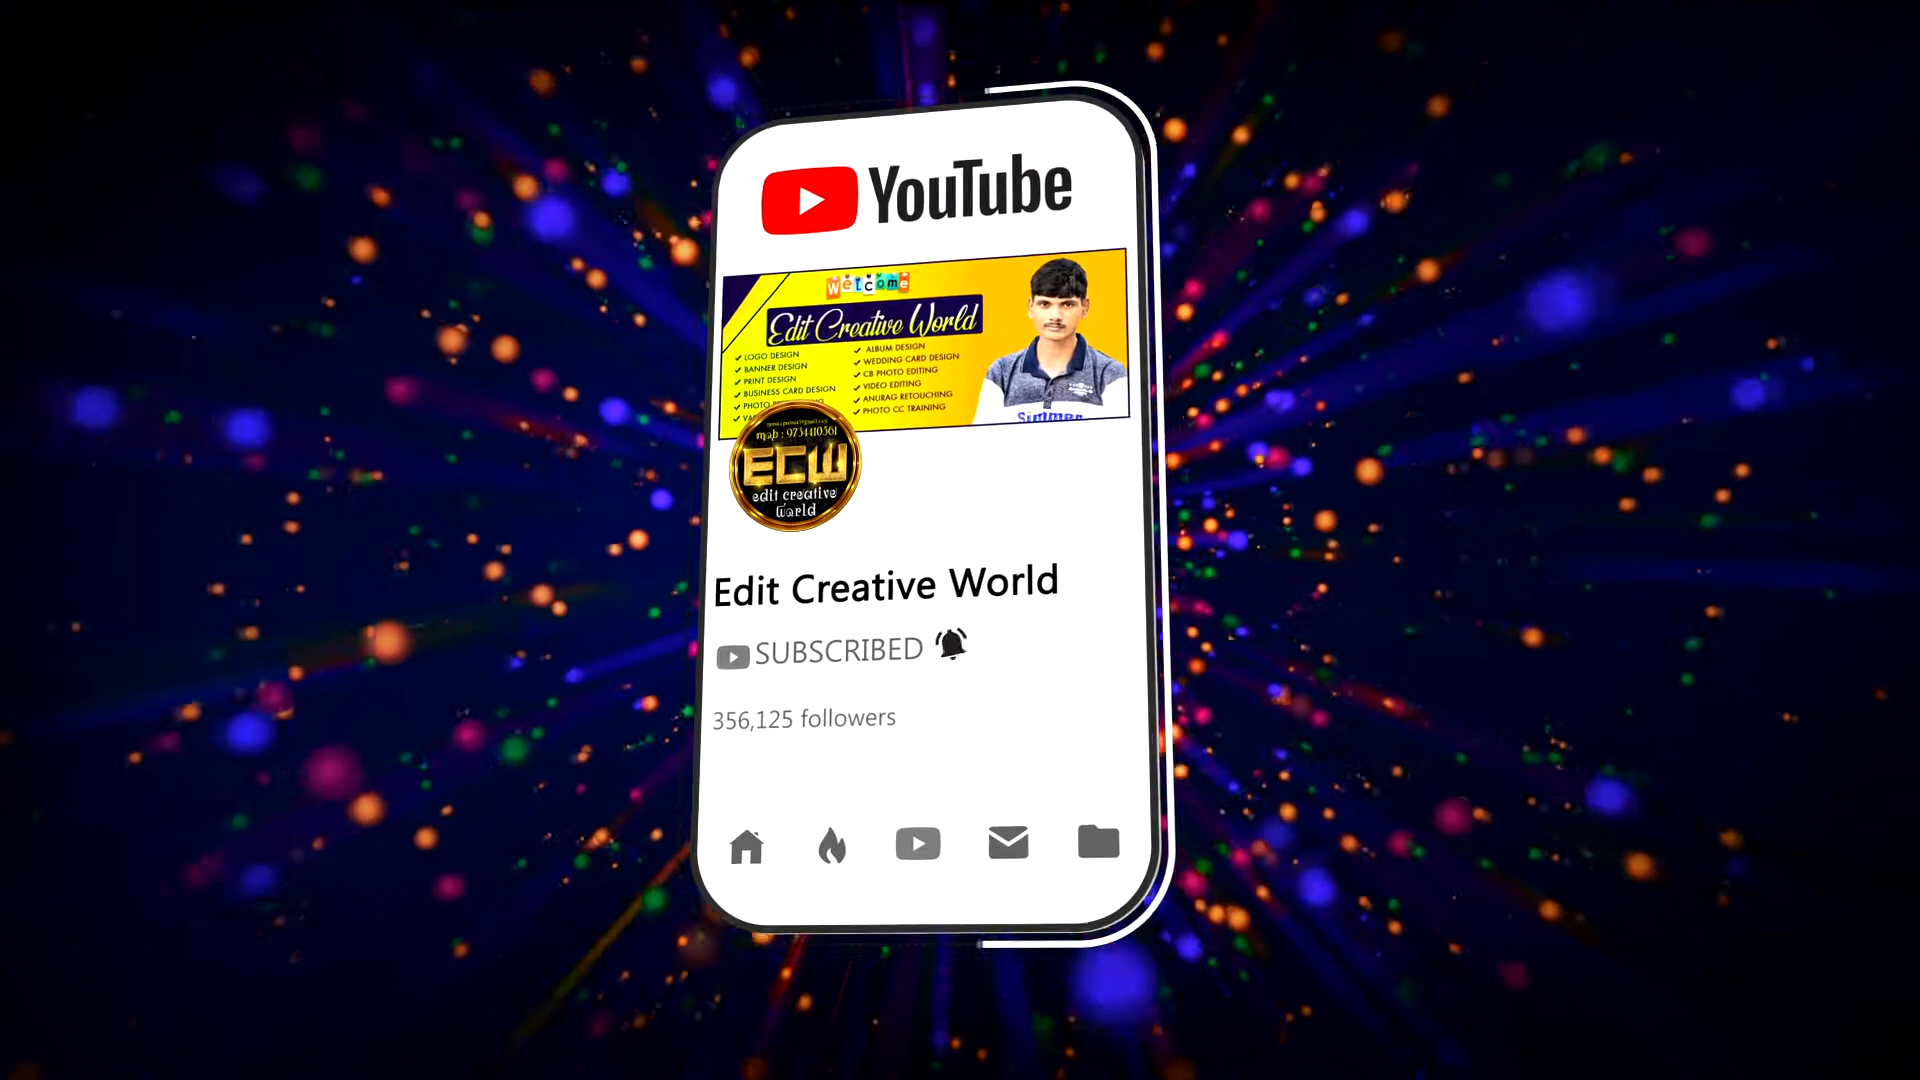 YouTube
Welcome
Edit Creative World
LOGO DESIGN
BANNER DESIGN
PRINT DESIGN
BUSINESS CARD DESIGN
PHOTO
ALBUM DESIGN
WEDDING CARD DESIGN
CB PHOTO EDITING
VIDEO EDITING
ANURAG RETOUCHING
PHOTO CC TRAINING
Summer
mob : 9734410361
ECW
edit creative
World
Edit Creative World
SUBSCRIBED
356,125 followers